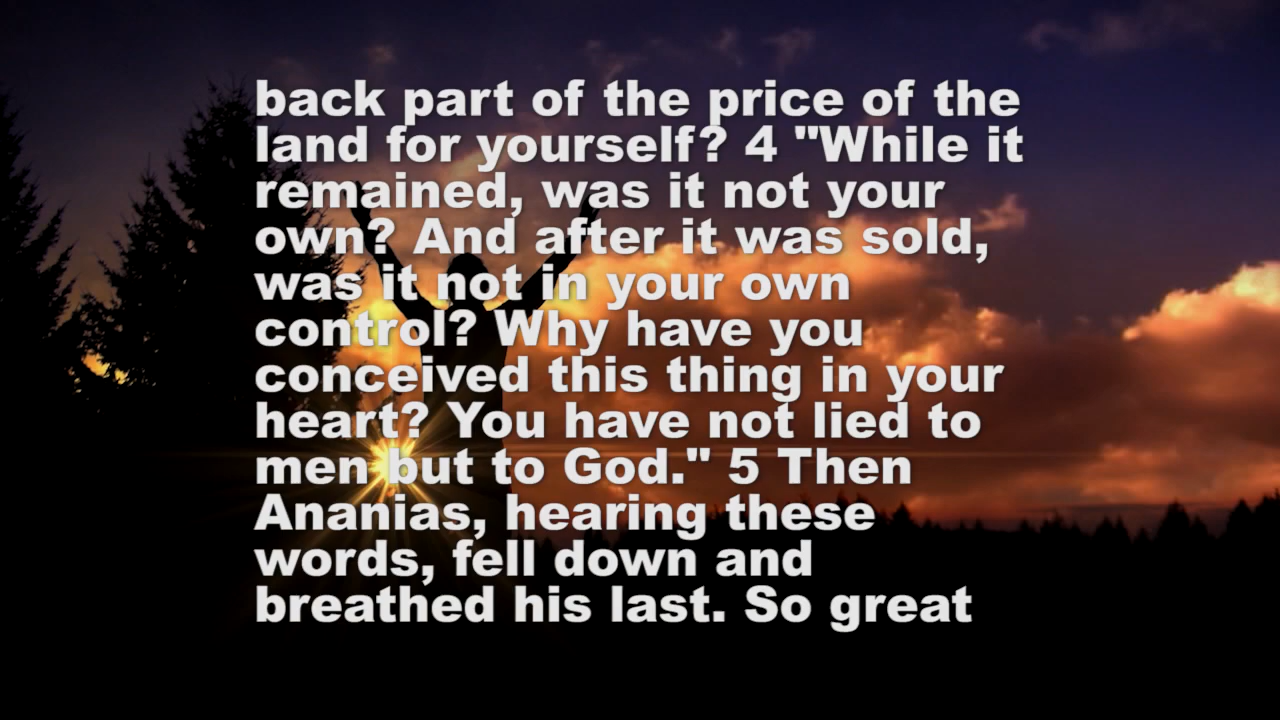 back part of the price of the
land for yourself? 4 "While it
remained, was it not your
own? And after it was sold,
was it not in your own
control? Why have you
conceived this thing in your
heart? You have not lied to
men but to God." 5 Then
Ananias, hearing these
words, fell down and
breathed his last. So great